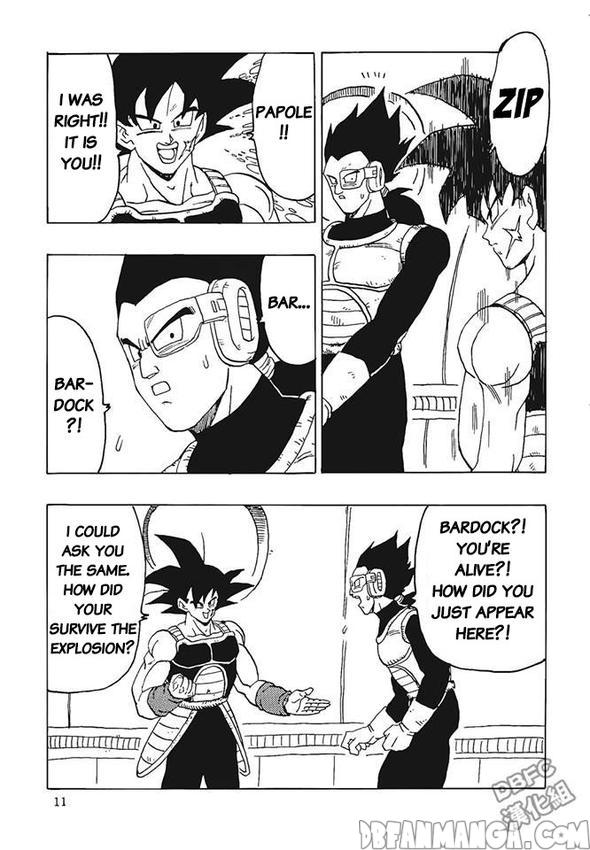 ZIP
PAPOLE
!!
I WAS
RIGHT!!
IT IS
YOU!!
BAR...
BAR-
DOCK
?!
BARDOCK?!
YOU'RE
ALIVE?!
HOW DID YOU
JUST APPEAR
HERE?!
I COULD
ASK YOU
THE SAME.
HOW DID
YOUR
SURVIVE THE
EXPLOSION?
11
DBFC
漢化組
DBFANMANGA.COM